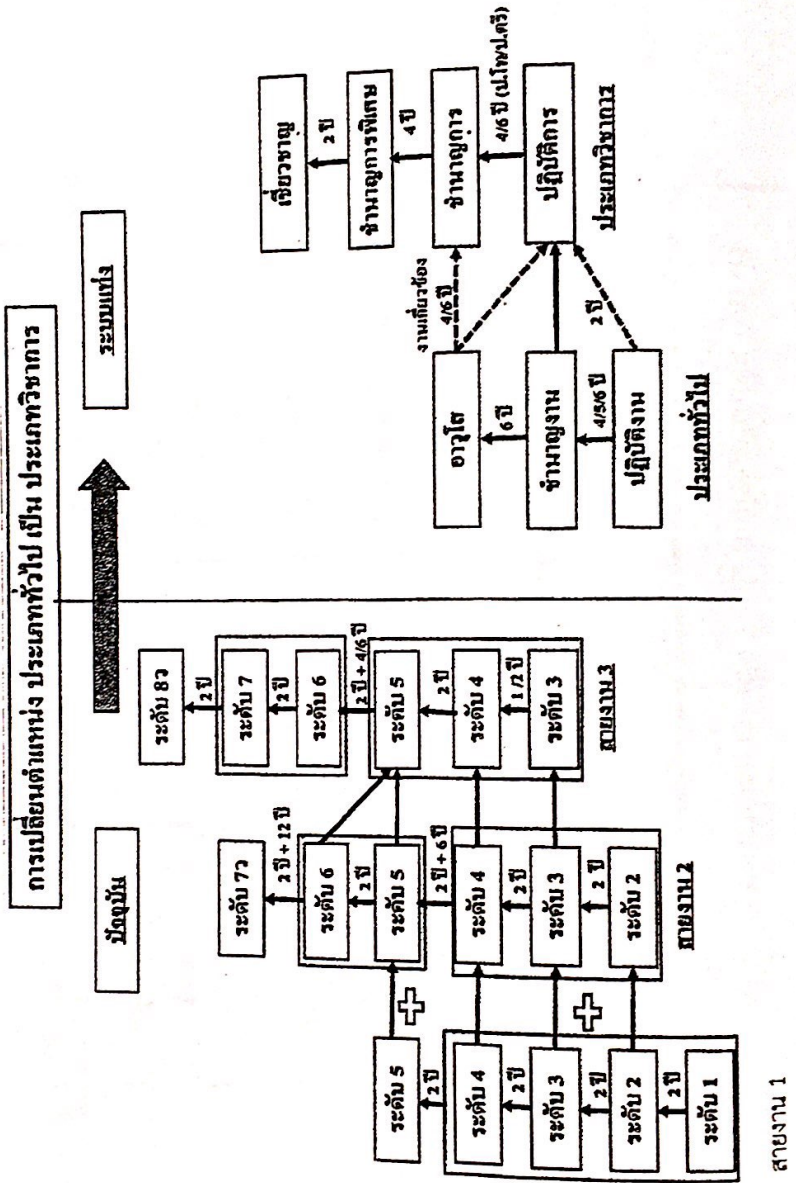 การเปลี่ยนตำแหน่ง ประเภททั่วไป เป็น ประเภทวิชาการ
ปัจจุบัน
ระบบแท่ง
ระดับ 5
2 ปี
ระดับ 4
2 ปี
ระดับ 3
2 ปี
ระดับ 2
2 ปี
ระดับ 1
สายงาน 1
ระดับ 7ว
2 ปี + 12 ปี
ระดับ 6
2 ปี
ระดับ 5
2 ปี + 6 ปี
ระดับ 4
2 ปี
ระดับ 3
2 ปี
ระดับ 2
สายงาน 2
ระดับ 8ว
2 ปี
ระดับ 7
2 ปี
ระดับ 6
2 ปี + 4/6 ปี
ระดับ 5
2 ปี
ระดับ 4
1/2 ปี
ระดับ 3
สายงาน 3
อาวุโส
6 ปี
ชำนาญงาน
4/5/6 ปี
ปฏิบัติงาน
ประเภททั่วไป
งานเกี่ยวข้อง
4/6 ปี
2 ปี
เชี่ยวชาญ
2 ปี
ชำนาญการพิเศษ
4 ปี
ชำนาญการ
4/6 ปี (ป.โท/ป.ตรี)
ปฏิบัติการ
ประเภทวิชาการ